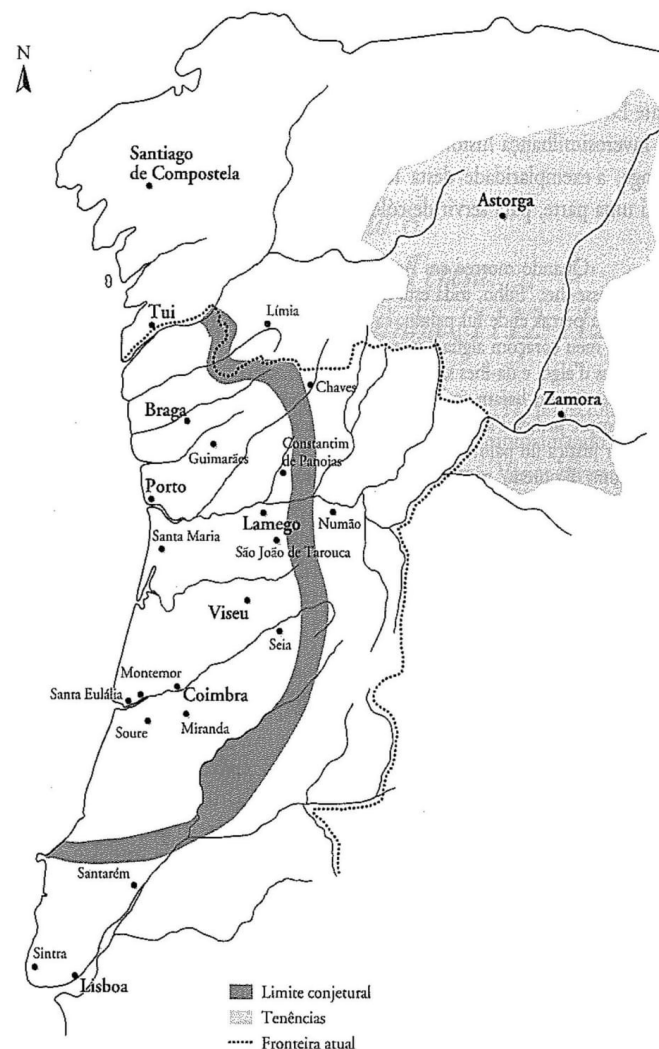 N
Santiago
de Compostela
Astorga
Tui
Límia
Chaves
Zamora
Braga
Guimarães
Constantim
de Panojas
Porto
Lamego
Numão
Santa Maria
São João de Tarouca
Viseu
Seia
Montemor
Santa Eulália
Coimbra
Soure
Miranda
Santarém
Sintra
Lisboa
Limite conjetural
Tenências
Fronteira atual